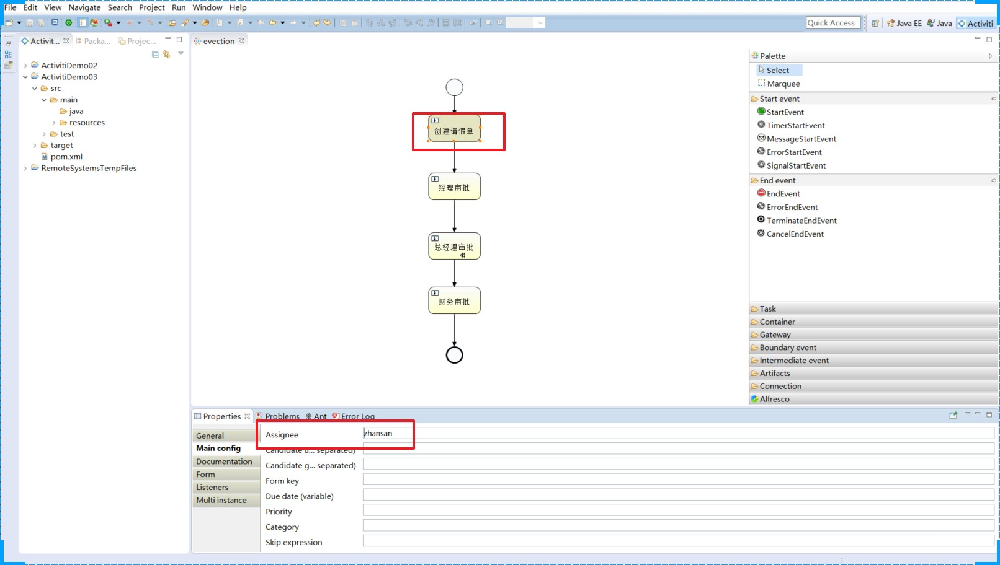 File Edit View Navigate Search Project Run Window Help
Quick Access
Java EE
Java
Activiti
Activit...
Packa...
Projec...
ActivitiDemo02
ActivitiDemo03
src
main
java
resources
test
target
pom.xml
RemoteSystemsTempFiles
evection
创建请假单
经理审批
总经理审批
财务审批
Palette
Select
Marquee
Start event
StartEvent
TimerStartEvent
MessageStartEvent
ErrorStartEvent
SignalStartEvent
End event
EndEvent
ErrorEndEvent
TerminateEndEvent
CancelEndEvent
Task
Container
Gateway
Boundary event
Intermediate event
Artifacts
Connection
Alfresco
Properties
Problems
Ant
Error Log
General
Main config
Documentation
Form
Listeners
Multi instance
Assignee zhansan
Candidate u... separated)
Candidate g... separated)
Form key
Due date (variable)
Priority
Category
Skip expression